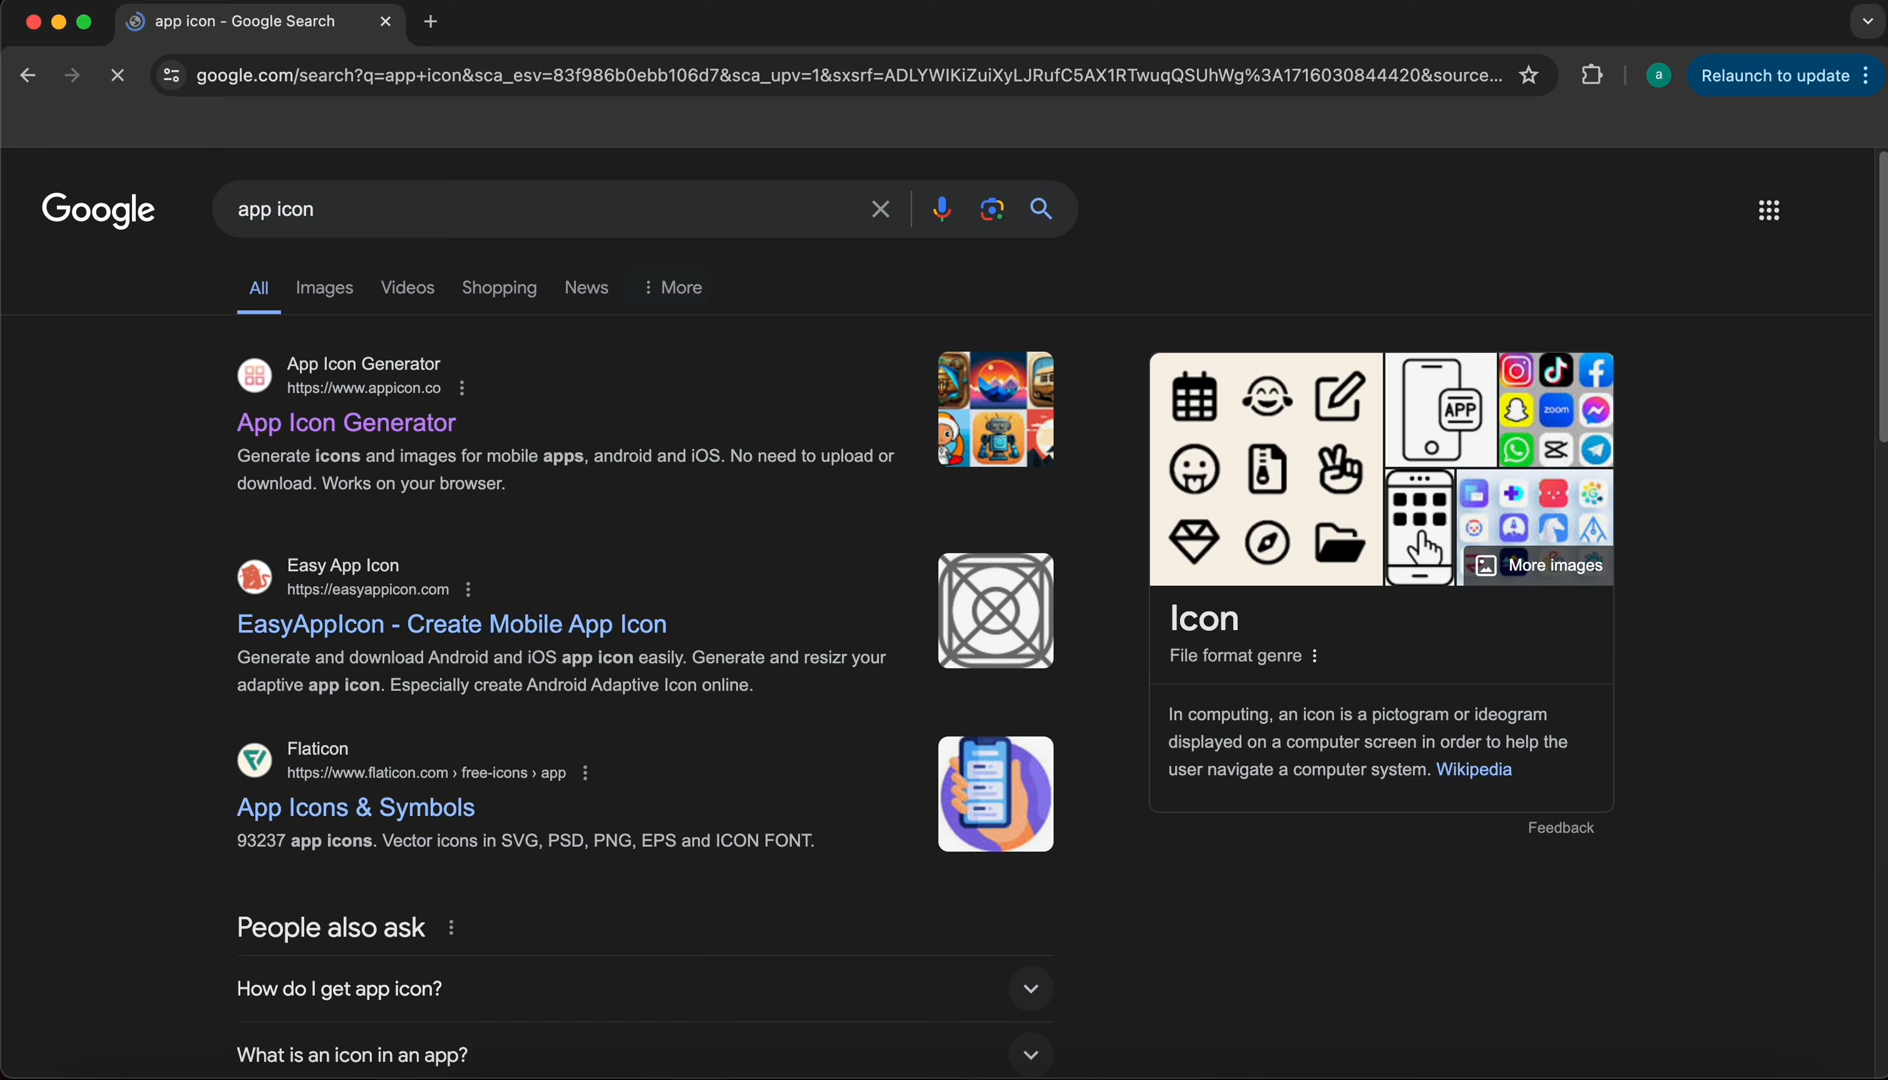 app icon - Google Search
google.com/search?q=app+icon&sca_esv=83f986b0ebb106d7&sca_upv=1&sxsrf=ADLYWIKiZuiXyLJRufC5AX1RTwuqQSUhWg%3A1716030844420&source...
a
Relaunch to update
Google
app icon
All
Images
Videos
Shopping
News
More
App Icon Generator
https://www.appicon.co
App Icon Generator
Generate icons and images for mobile apps, android and iOS. No need to upload or
download. Works on your browser.
Easy App Icon
https://easyappicon.com
EasyAppIcon - Create Mobile App Icon
Generate and download Android and iOS app icon easily. Generate and resizr your
adaptive app icon. Especially create Android Adaptive Icon online.
Flaticon
https://www.flaticon.com › free-icons › app
App Icons & Symbols
93237 app icons. Vector icons in SVG, PSD, PNG, EPS and ICON FONT.
People also ask
How do I get app icon?
What is an icon in an app?
APP
zoom
More images
Icon
File format genre
In computing, an icon is a pictogram or ideogram
displayed on a computer screen in order to help the
user navigate a computer system. Wikipedia
Feedback